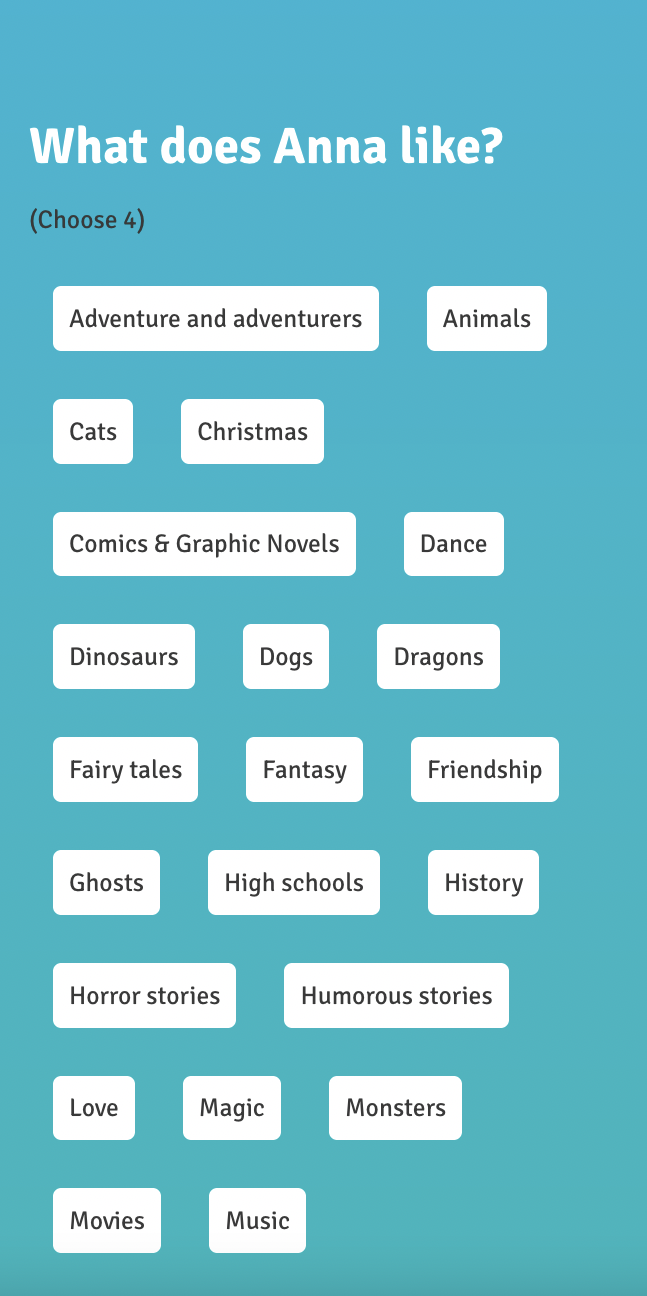 What does Anna like?
(Choose 4)
Adventure and adventurers Animals
Cats Christmas
Comics & Graphic Novels Dance
Dinosaurs Dogs Dragons
Fairy tales Fantasy Friendship
Ghosts High schools History
Horror stories Humorous stories
Love Magic Monsters
Movies Music